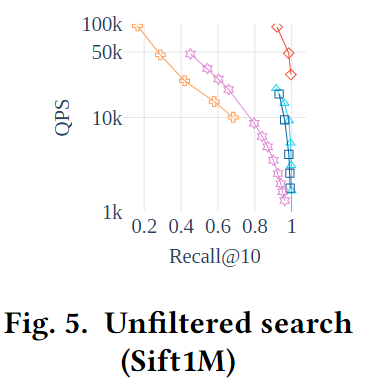 100k
50k
10k
1k
QPS
0.2 0.4 0.6 0.8 1
Recall@10
Fig. 5. Unfiltered search
(Sift1M)